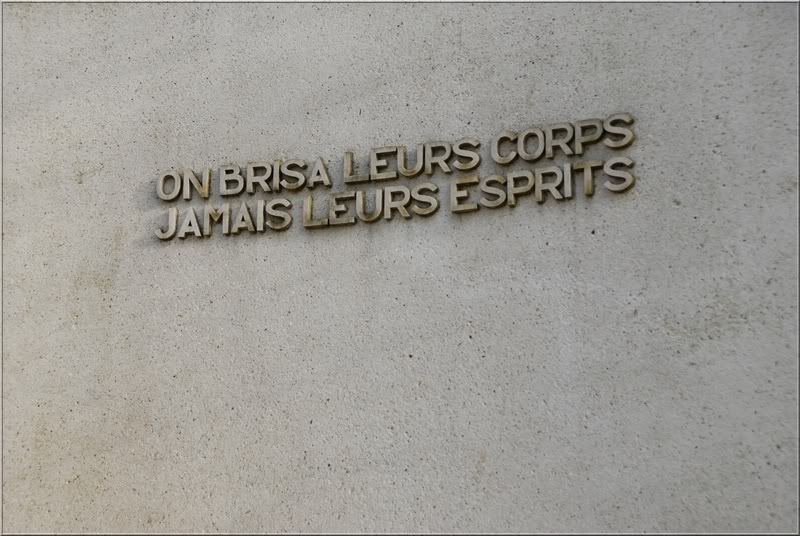 ON BRISA LEURS CORPS
JAMAIS LEURS ESPRITS